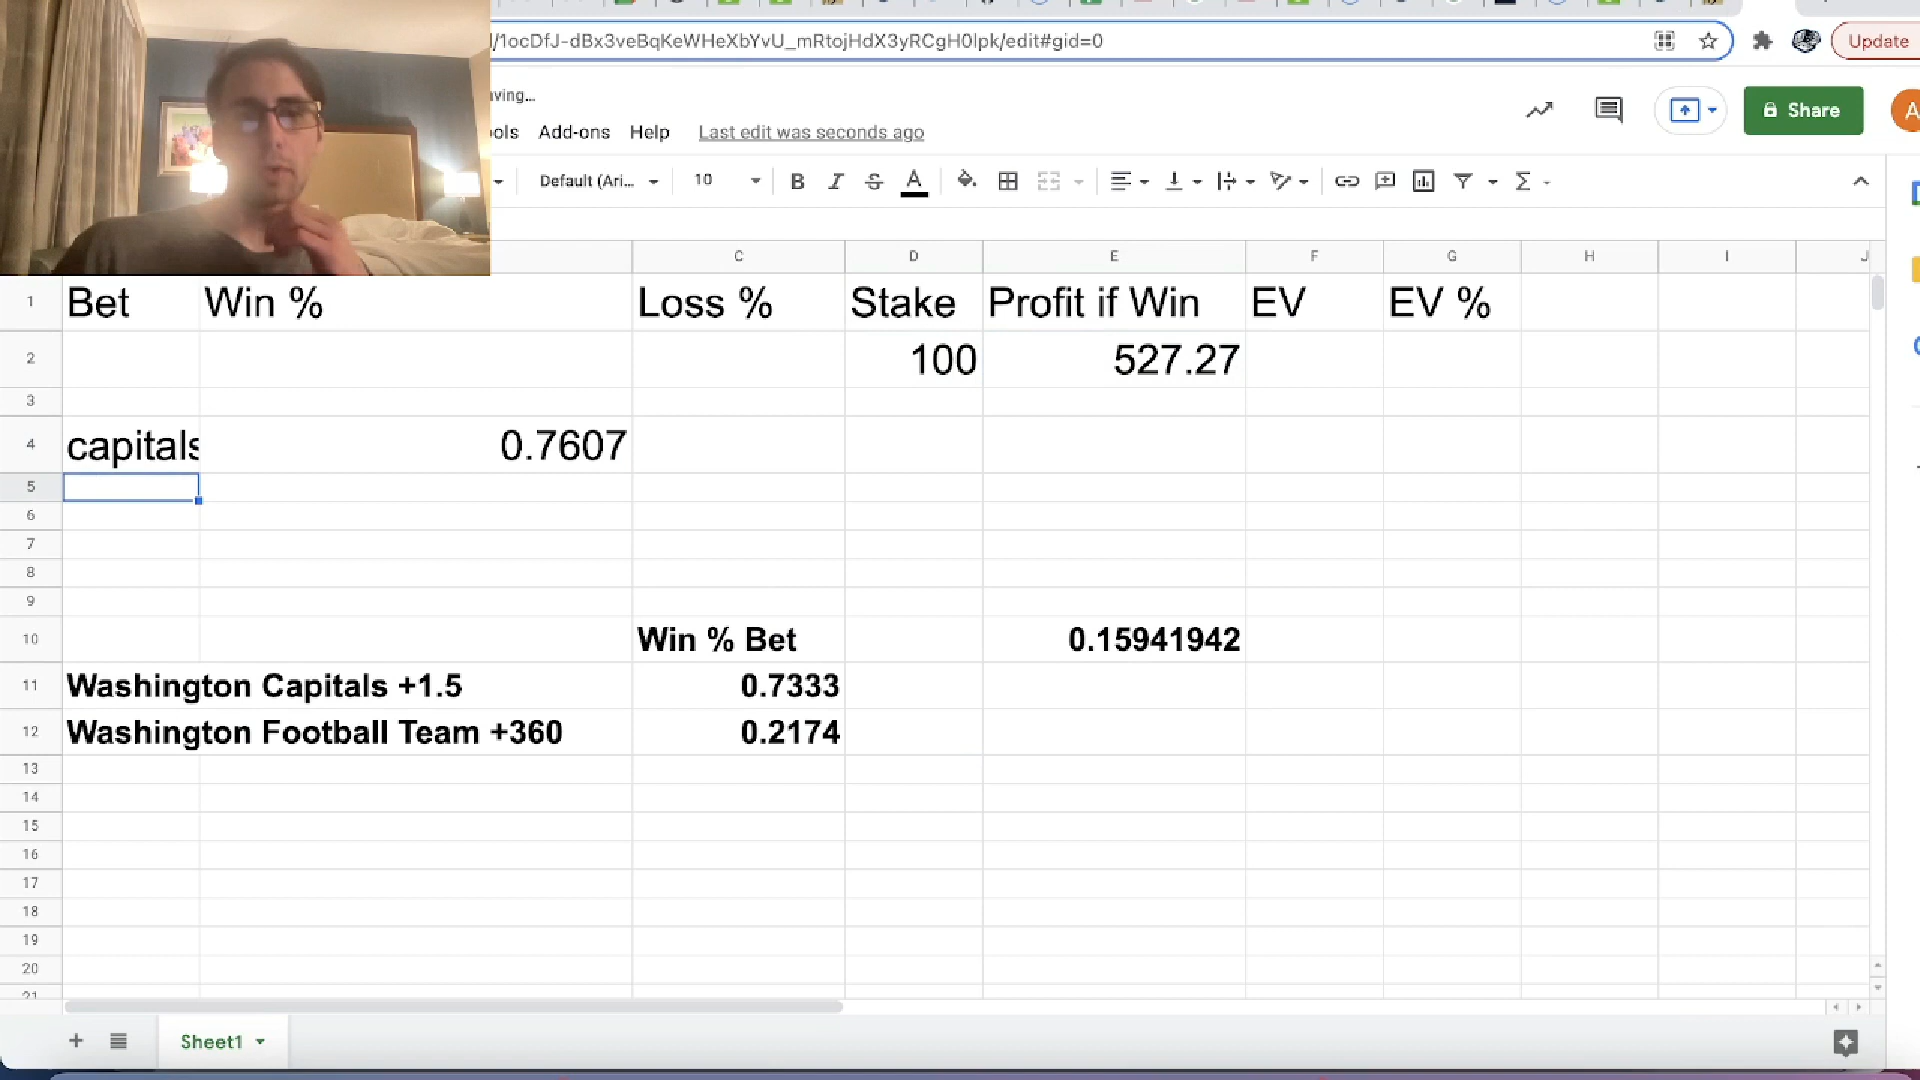 /1ocDfJ-dBx3veBqKeWHeXbYvU_mRtojHdX3yRCgH0lpk/edit#gid=0
Update
aving...
ools Add-ons Help Last edit was seconds ago
Share
A
Default (Ari... 10 B I S A
C D E F G H I J
1 Bet Win % Loss % Stake Profit if Win EV EV %
2 100 527.27
3
4 capitals 0.7607
5
6
7
8
9
10 Win % Bet 0.15941942
11 Washington Capitals +1.5 0.7333
12 Washington Football Team +360 0.2174
13
14
15
16
17
18
19
20
21
Sheet1